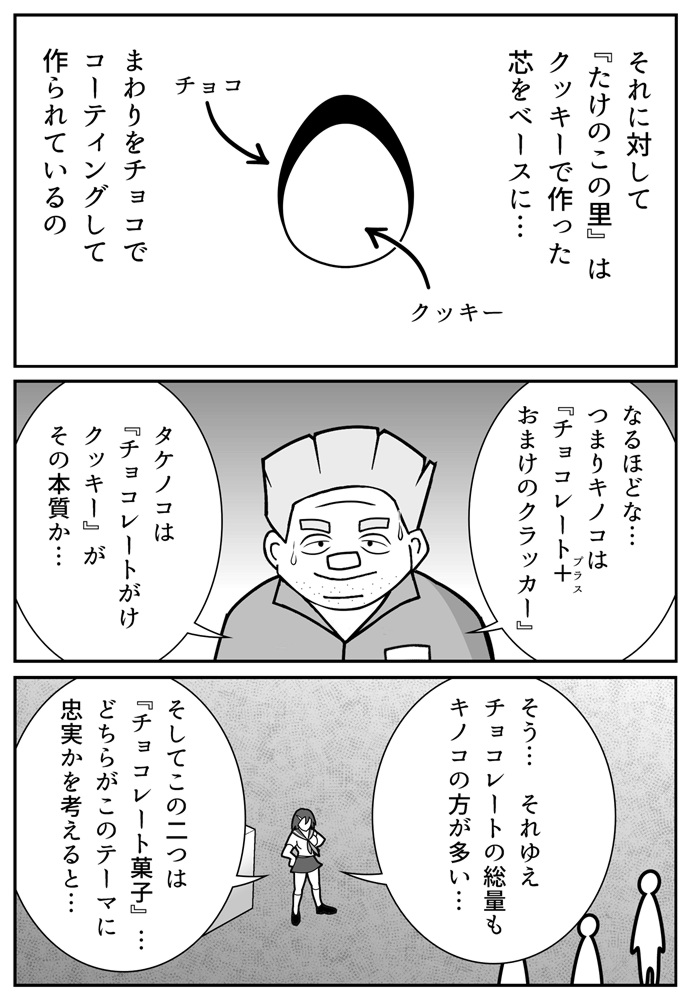 それに対して
『たけのこの里』は
クッキーで作った
芯をベースに…
チョコ
クッキー
まわりをチョコで
コーティングして
作られているの
なるほどな…
つまりキノコは
『チョコレート+
プラス
おまけのクラッカー』
タケノコは
『チョコレートがけ
クッキー』が
その本質か…
そう… それゆえ
チョコレートの総量も
キノコの方が多い…
そしてこの二つは
『チョコレート菓子』…
どちらがこのテーマに
忠実かを考えると…